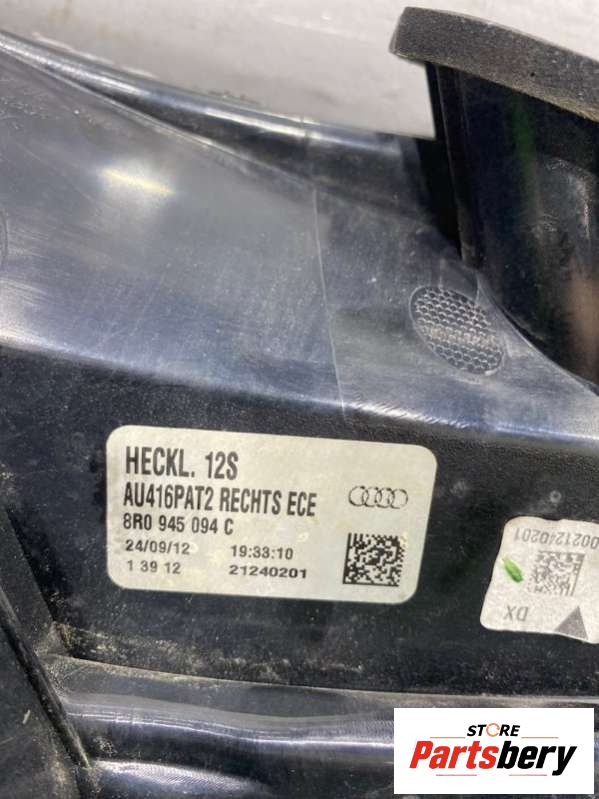 HECKL. 12S
AU416PAT2 RECHTS ECE
8R0 945 094 C
24/09/12 19:33:10
1 39 12 21240201
0021240201
DX
STORE
Partsbery